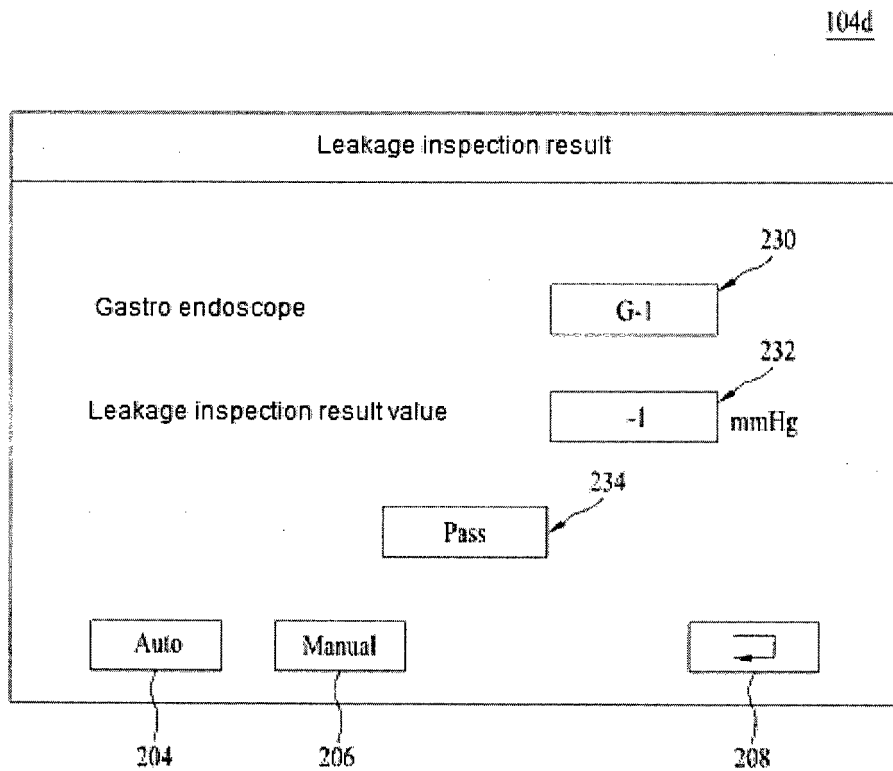 104d
Leakage inspection result
230
Gastro endoscope
G-1
232
Leakage inspection result value
-1 mmHg
234
Pass
Auto
Manual
204
206
208